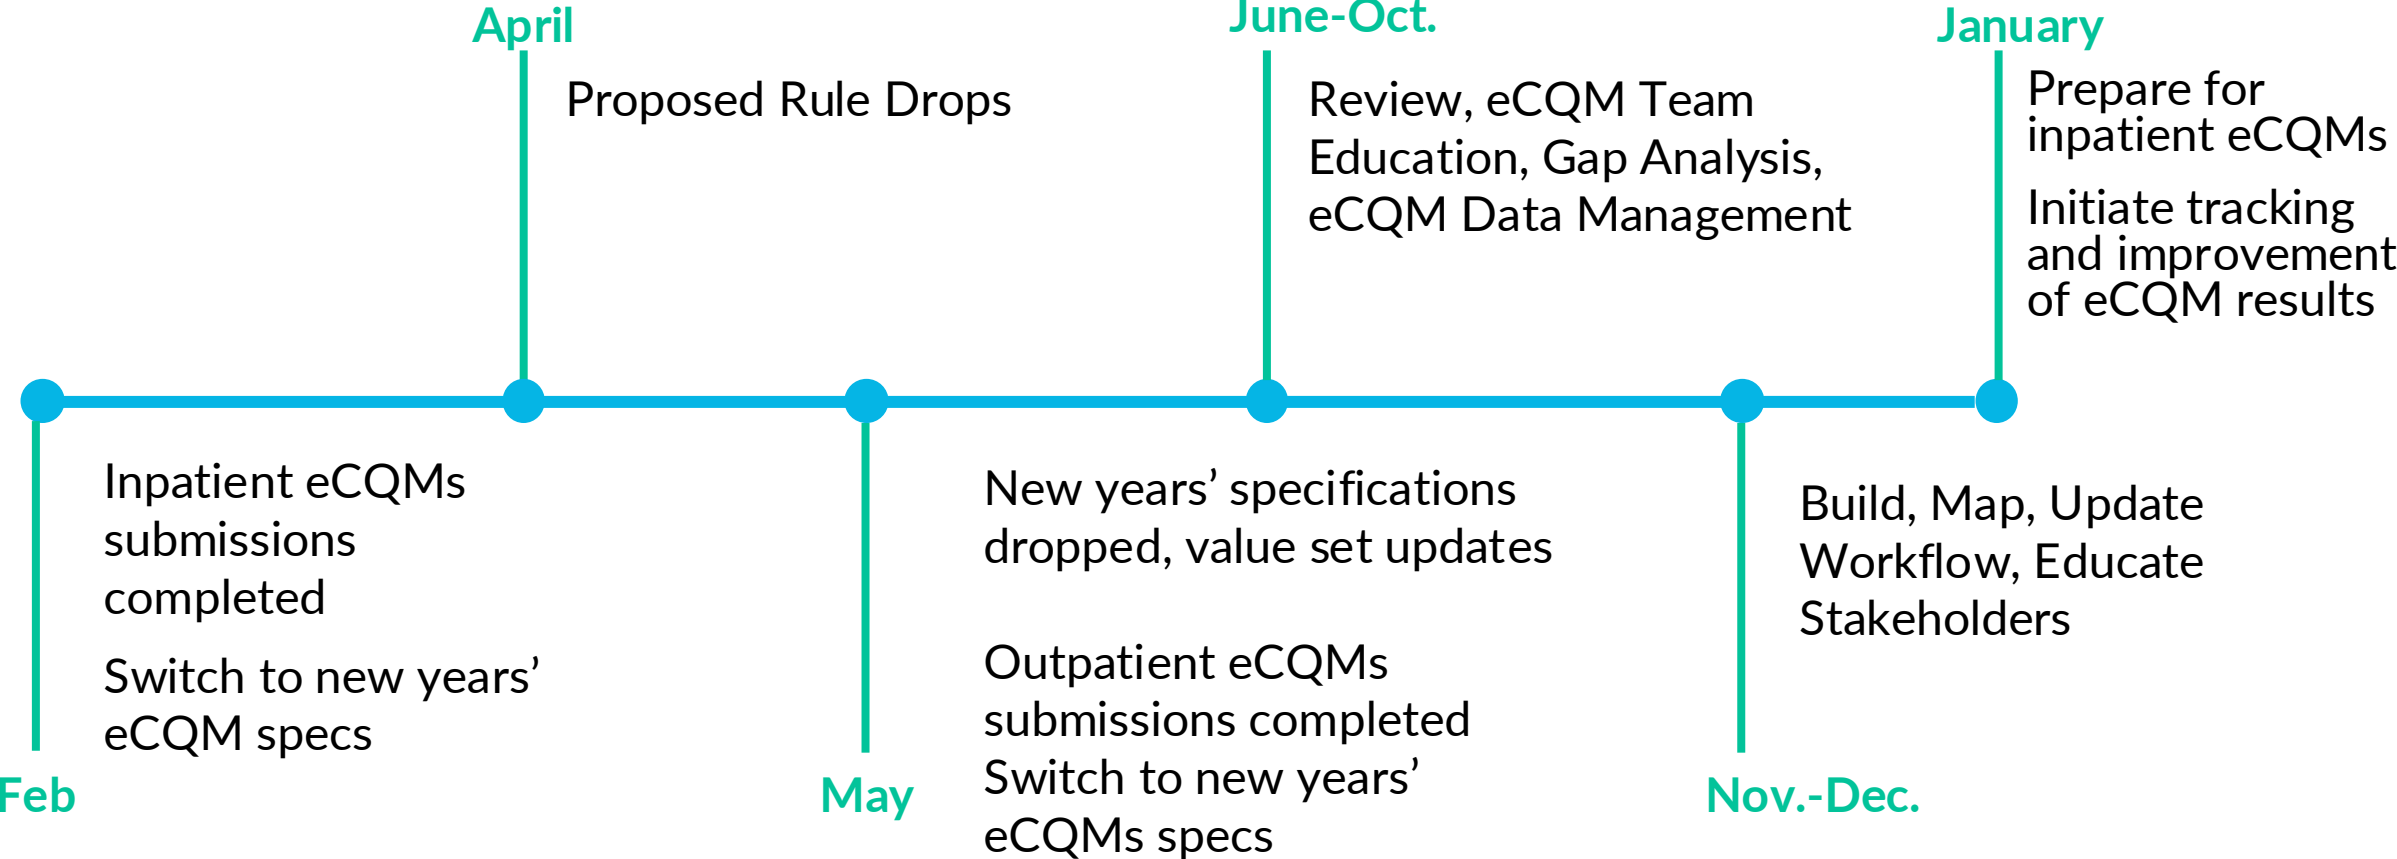 April
Proposed Rule Drops
June-Oct.
Review, eCQM Team
Education, Gap Analysis,
eCQM Data Management
January
Prepare for
inpatient eCQMs
Initiate tracking
and improvement
of eCQM results
Inpatient eCQMs
submissions
completed
Switch to new years’
eCQM specs
Feb
New years’ specifications
dropped, value set updates
Outpatient eCQMs
submissions completed
Switch to new years’
eCQMs specs
May
Build, Map, Update
Workflow, Educate
Stakeholders
Nov.-Dec.